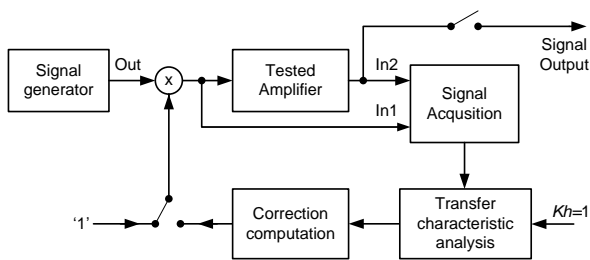 Signal
generator
Out
x
Tested
Amplifier
In2
In1
Signal
Acqusition
Signal
Output
'1'
Correction
computation
Transfer
characteristic
analysis
Kh=1